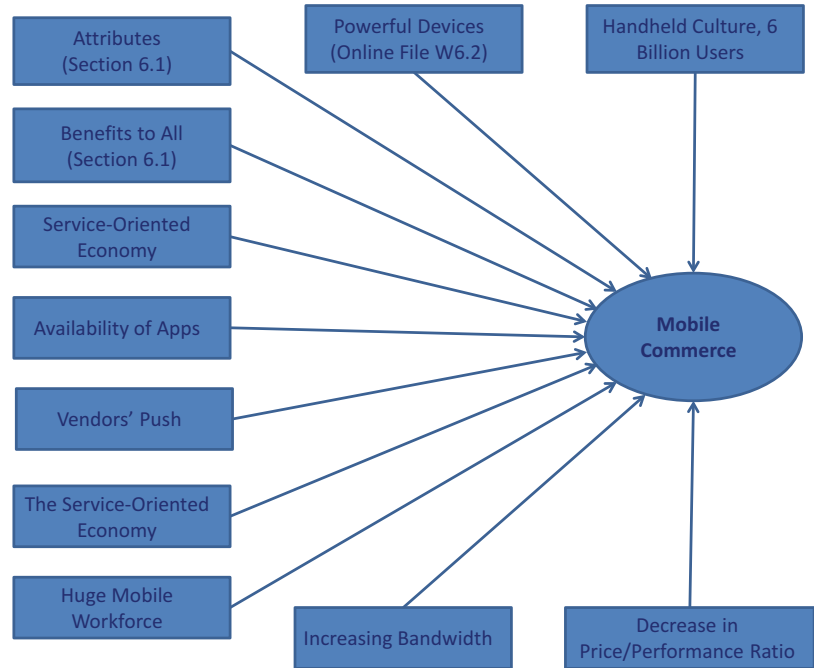 Attributes
(Section 6.1)
Powerful Devices
(Online File W6.2)
Handheld Culture, 6
Billion Users
Benefits to All
(Section 6.1)
Service-Oriented
Economy
Availability of Apps
Mobile
Commerce
Vendors’ Push
The Service-Oriented
Economy
Huge Mobile
Workforce
Increasing Bandwidth
Decrease in
Price/Performance Ratio